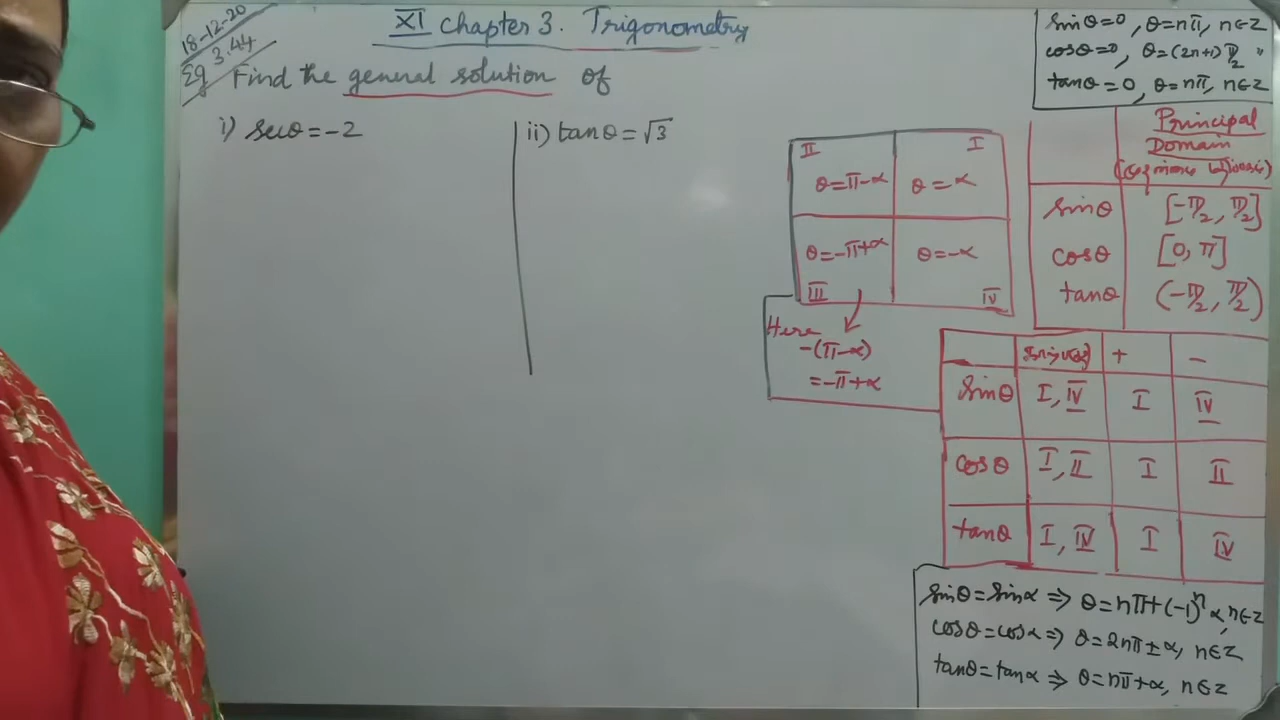 18-12-20
XI Chapter 3. Trigonometry
Eg 3.44
Find the general solution of
i) secθ = -2
ii) tanθ = √3
sinθ=0, θ=nπ, n∈Z
cosθ=0, θ=(2n+1)π/2 "
tanθ=0, θ=nπ, n∈Z
II
I
θ=π-α
θ=α
θ=-π+α
θ=-α
III
IV
Here
-(π-α)
=-π+α
Principal
Domain
sinθ [-π/2, π/2]
cosθ [0, π]
tanθ (-π/2, π/2)
+ -
sinθ I, IV I IV
cosθ I, II I II
tanθ I, IV I IV
sinθ=sinα ⇒ θ=nπ+(-1)ⁿα, n∈Z
cosθ=cosα ⇒ θ=2nπ±α, n∈Z
tanθ=tanα ⇒ θ=nπ+α, n∈Z